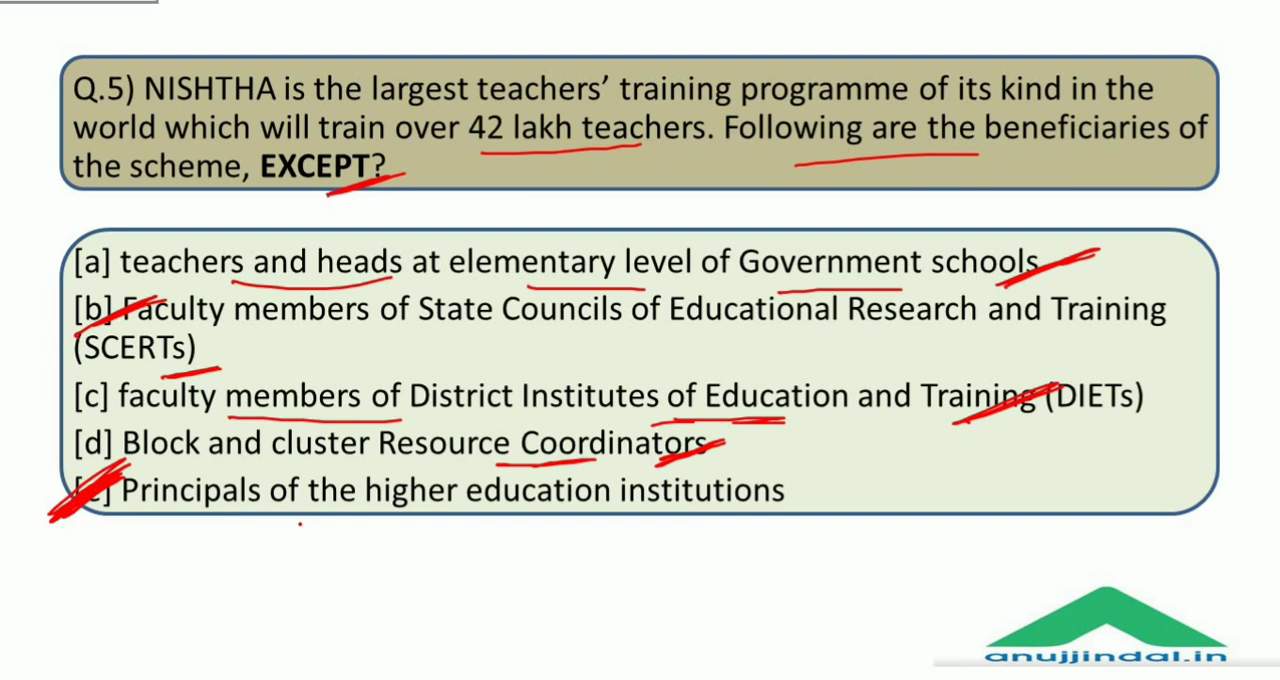 Q.5) NISHTHA is the largest teachers’ training programme of its kind in the
world which will train over 42 lakh teachers. Following are the beneficiaries of
the scheme, EXCEPT?
[a] teachers and heads at elementary level of Government schools
[b] Faculty members of State Councils of Educational Research and Training
(SCERTs)
[c] faculty members of District Institutes of Education and Training (DIETs)
[d] Block and cluster Resource Coordinators
[e] Principals of the higher education institutions
anujjindal.in